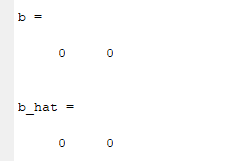 b =
0 0
b_hat =
0 0